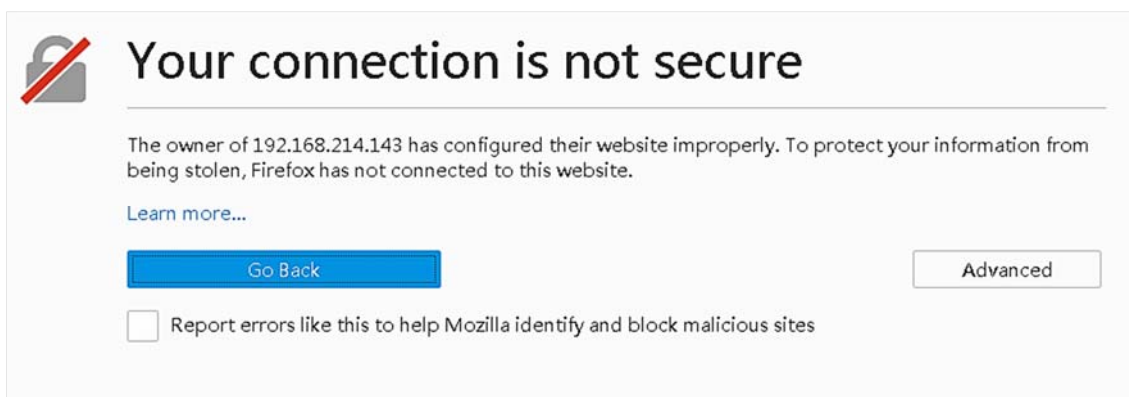 Your connection is not secure
The owner of 192.168.214.143 has configured their website improperly. To protect your information from
being stolen, Firefox has not connected to this website.
Learn more...
Go Back
Advanced
Report errors like this to help Mozilla identify and block malicious sites